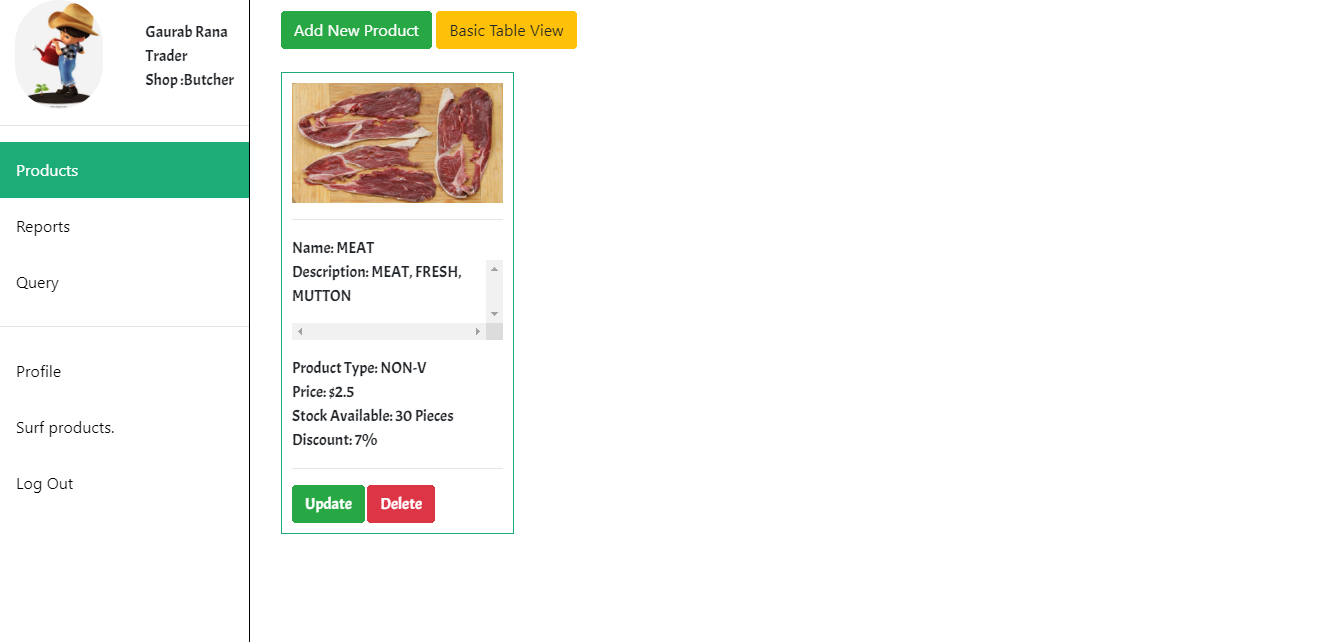 Gaurab Rana
Trader
Shop :Butcher
Products
Reports
Query
Profile
Surf products.
Log Out
Add New Product
Basic Table View
Name: MEAT
Description: MEAT, FRESH,
MUTTON
Product Type: NON-V
Price: $2.5
Stock Available: 30 Pieces
Discount: 7%
Update
Delete